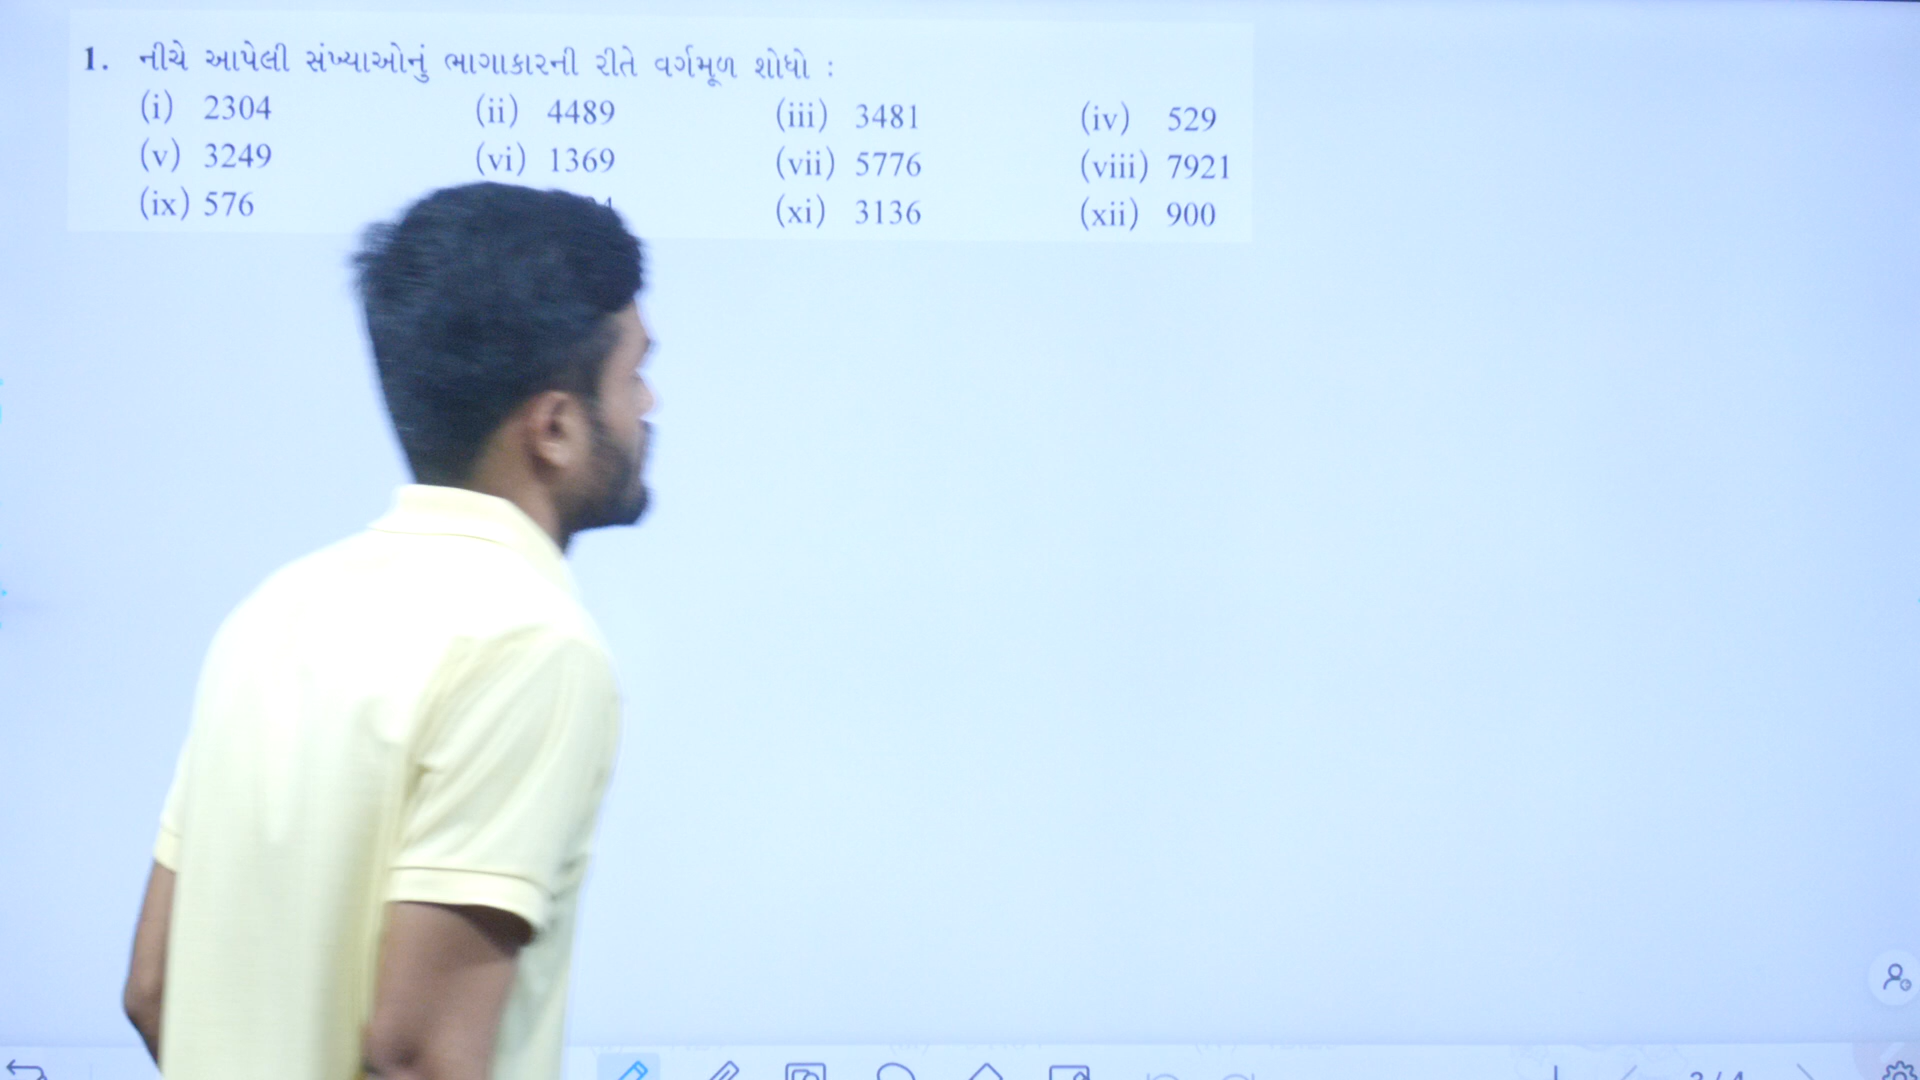 1. નીચે આપેલી સંખ્યાઓનું ભાગાકારની રીતે વર્ગમૂળ શોધો :
(i) 2304 (ii) 4489 (iii) 3481 (iv) 529
(v) 3249 (vi) 1369 (vii) 5776 (viii) 7921
(ix) 576 (xi) 3136 (xii) 900